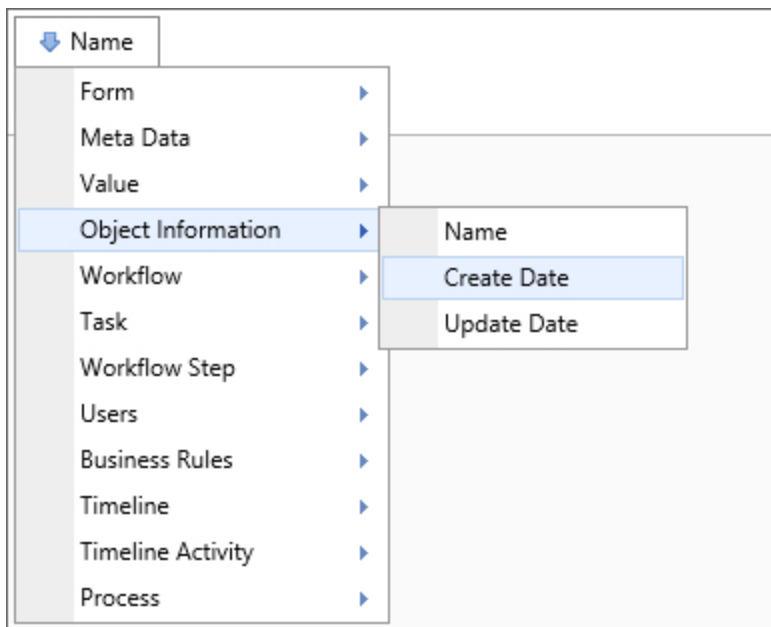 Name
Form
Meta Data
Value
Object Information
Name
Create Date
Update Date
Workflow
Task
Workflow Step
Users
Business Rules
Timeline
Timeline Activity
Process